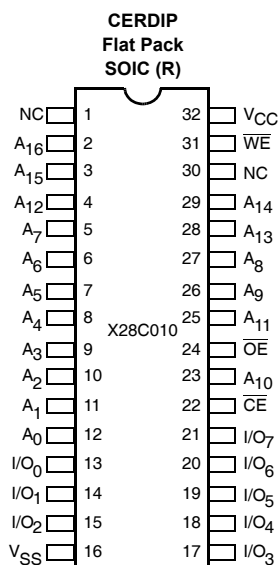 CERDIP
Flat Pack
SOIC (R)
NC 1 32 VCC
A16 2 31 W̅E̅
A15 3 30 NC
A12 4 29 A14
A7 5 28 A13
A6 6 27 A8
A5 7 26 A9
A4 8 25 A11
X28C010
A3 9 24 O̅E̅
A2 10 23 A10
A1 11 22 C̅E̅
A0 12 21 I/O7
I/O0 13 20 I/O6
I/O1 14 19 I/O5
I/O2 15 18 I/O4
VSS 16 17 I/O3